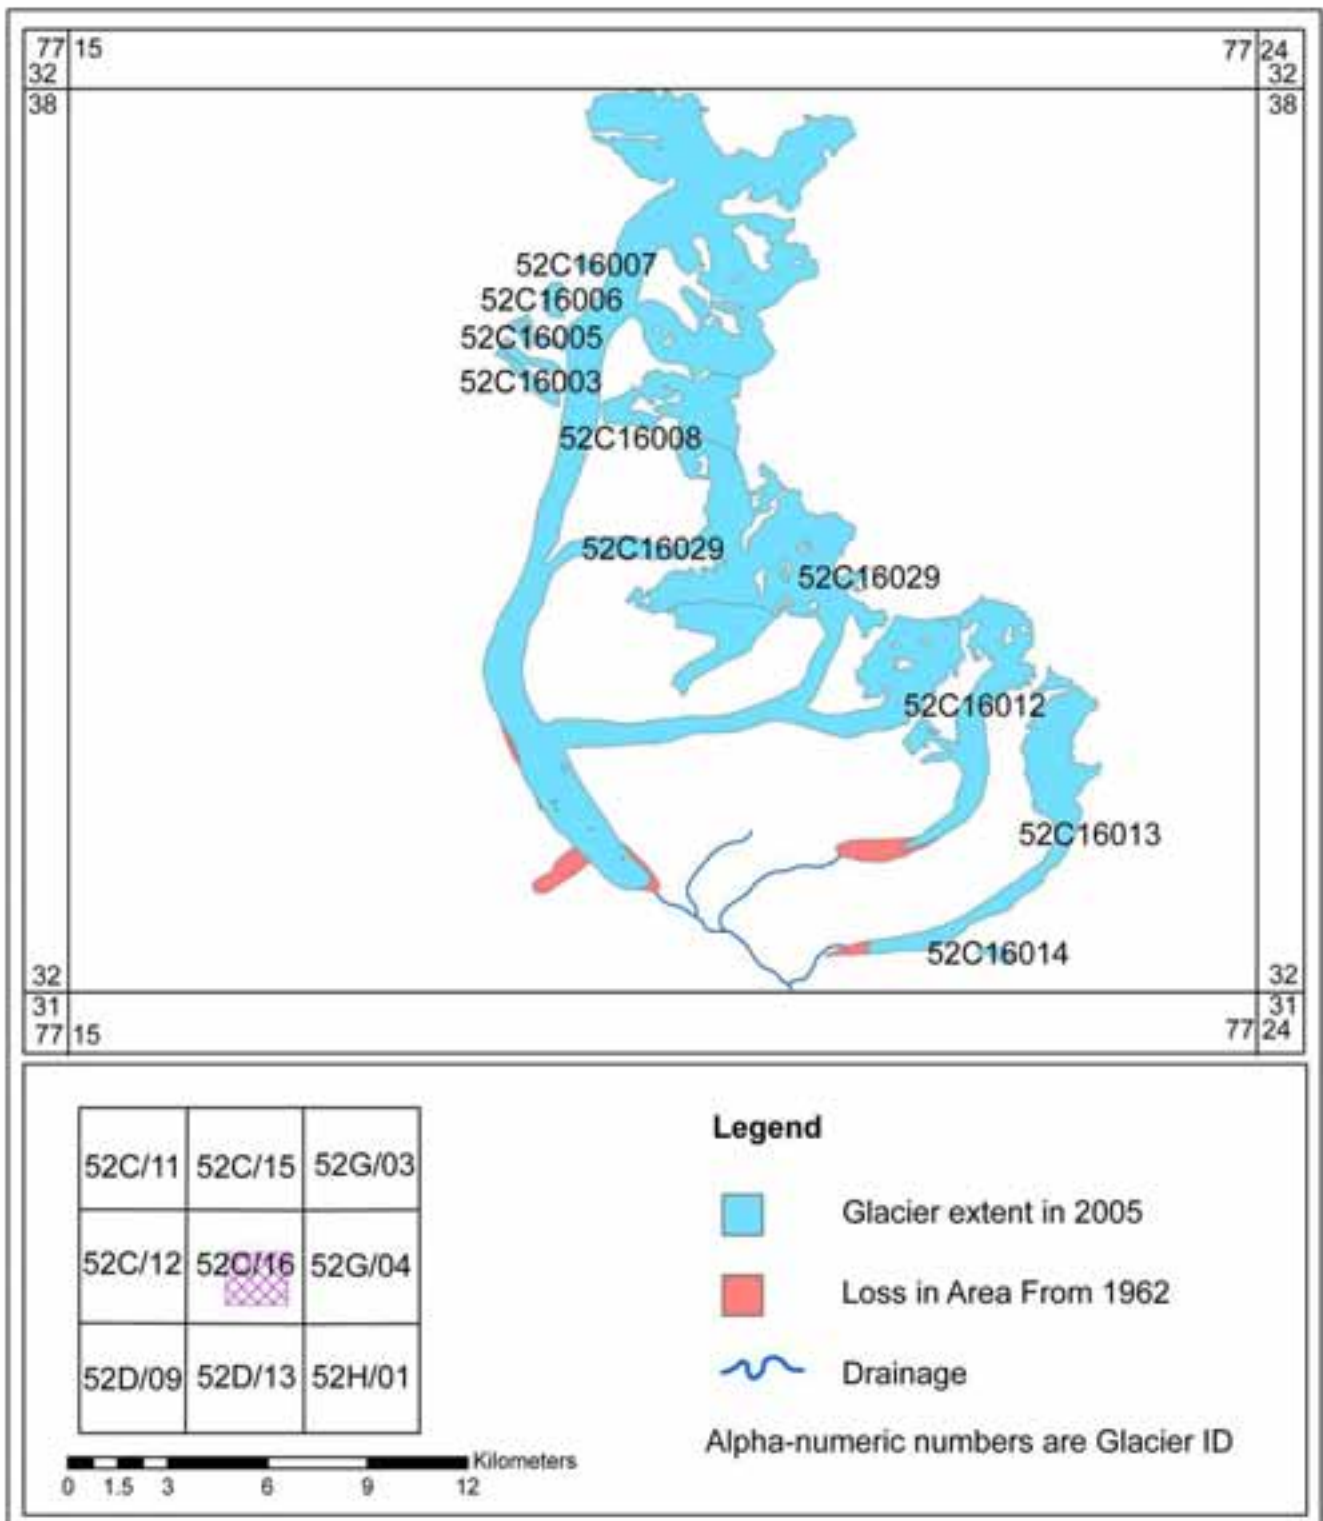 77 15
77 24
32
32
38
38
52C16007
52C16006
52C16005
52C16003
52C16008
52C16029
52C16029
52C16012
52C16013
52C16014
32
32
31
31
77 15
77 24
52C/11 52C/15 52G/03
52C/12 52C/16 52G/04
52D/09 52D/13 52H/01
Legend
Glacier extent in 2005
Loss in Area From 1962
Drainage
Alpha-numeric numbers are Glacier ID
Kilometers
0 1.5 3 6 9 12